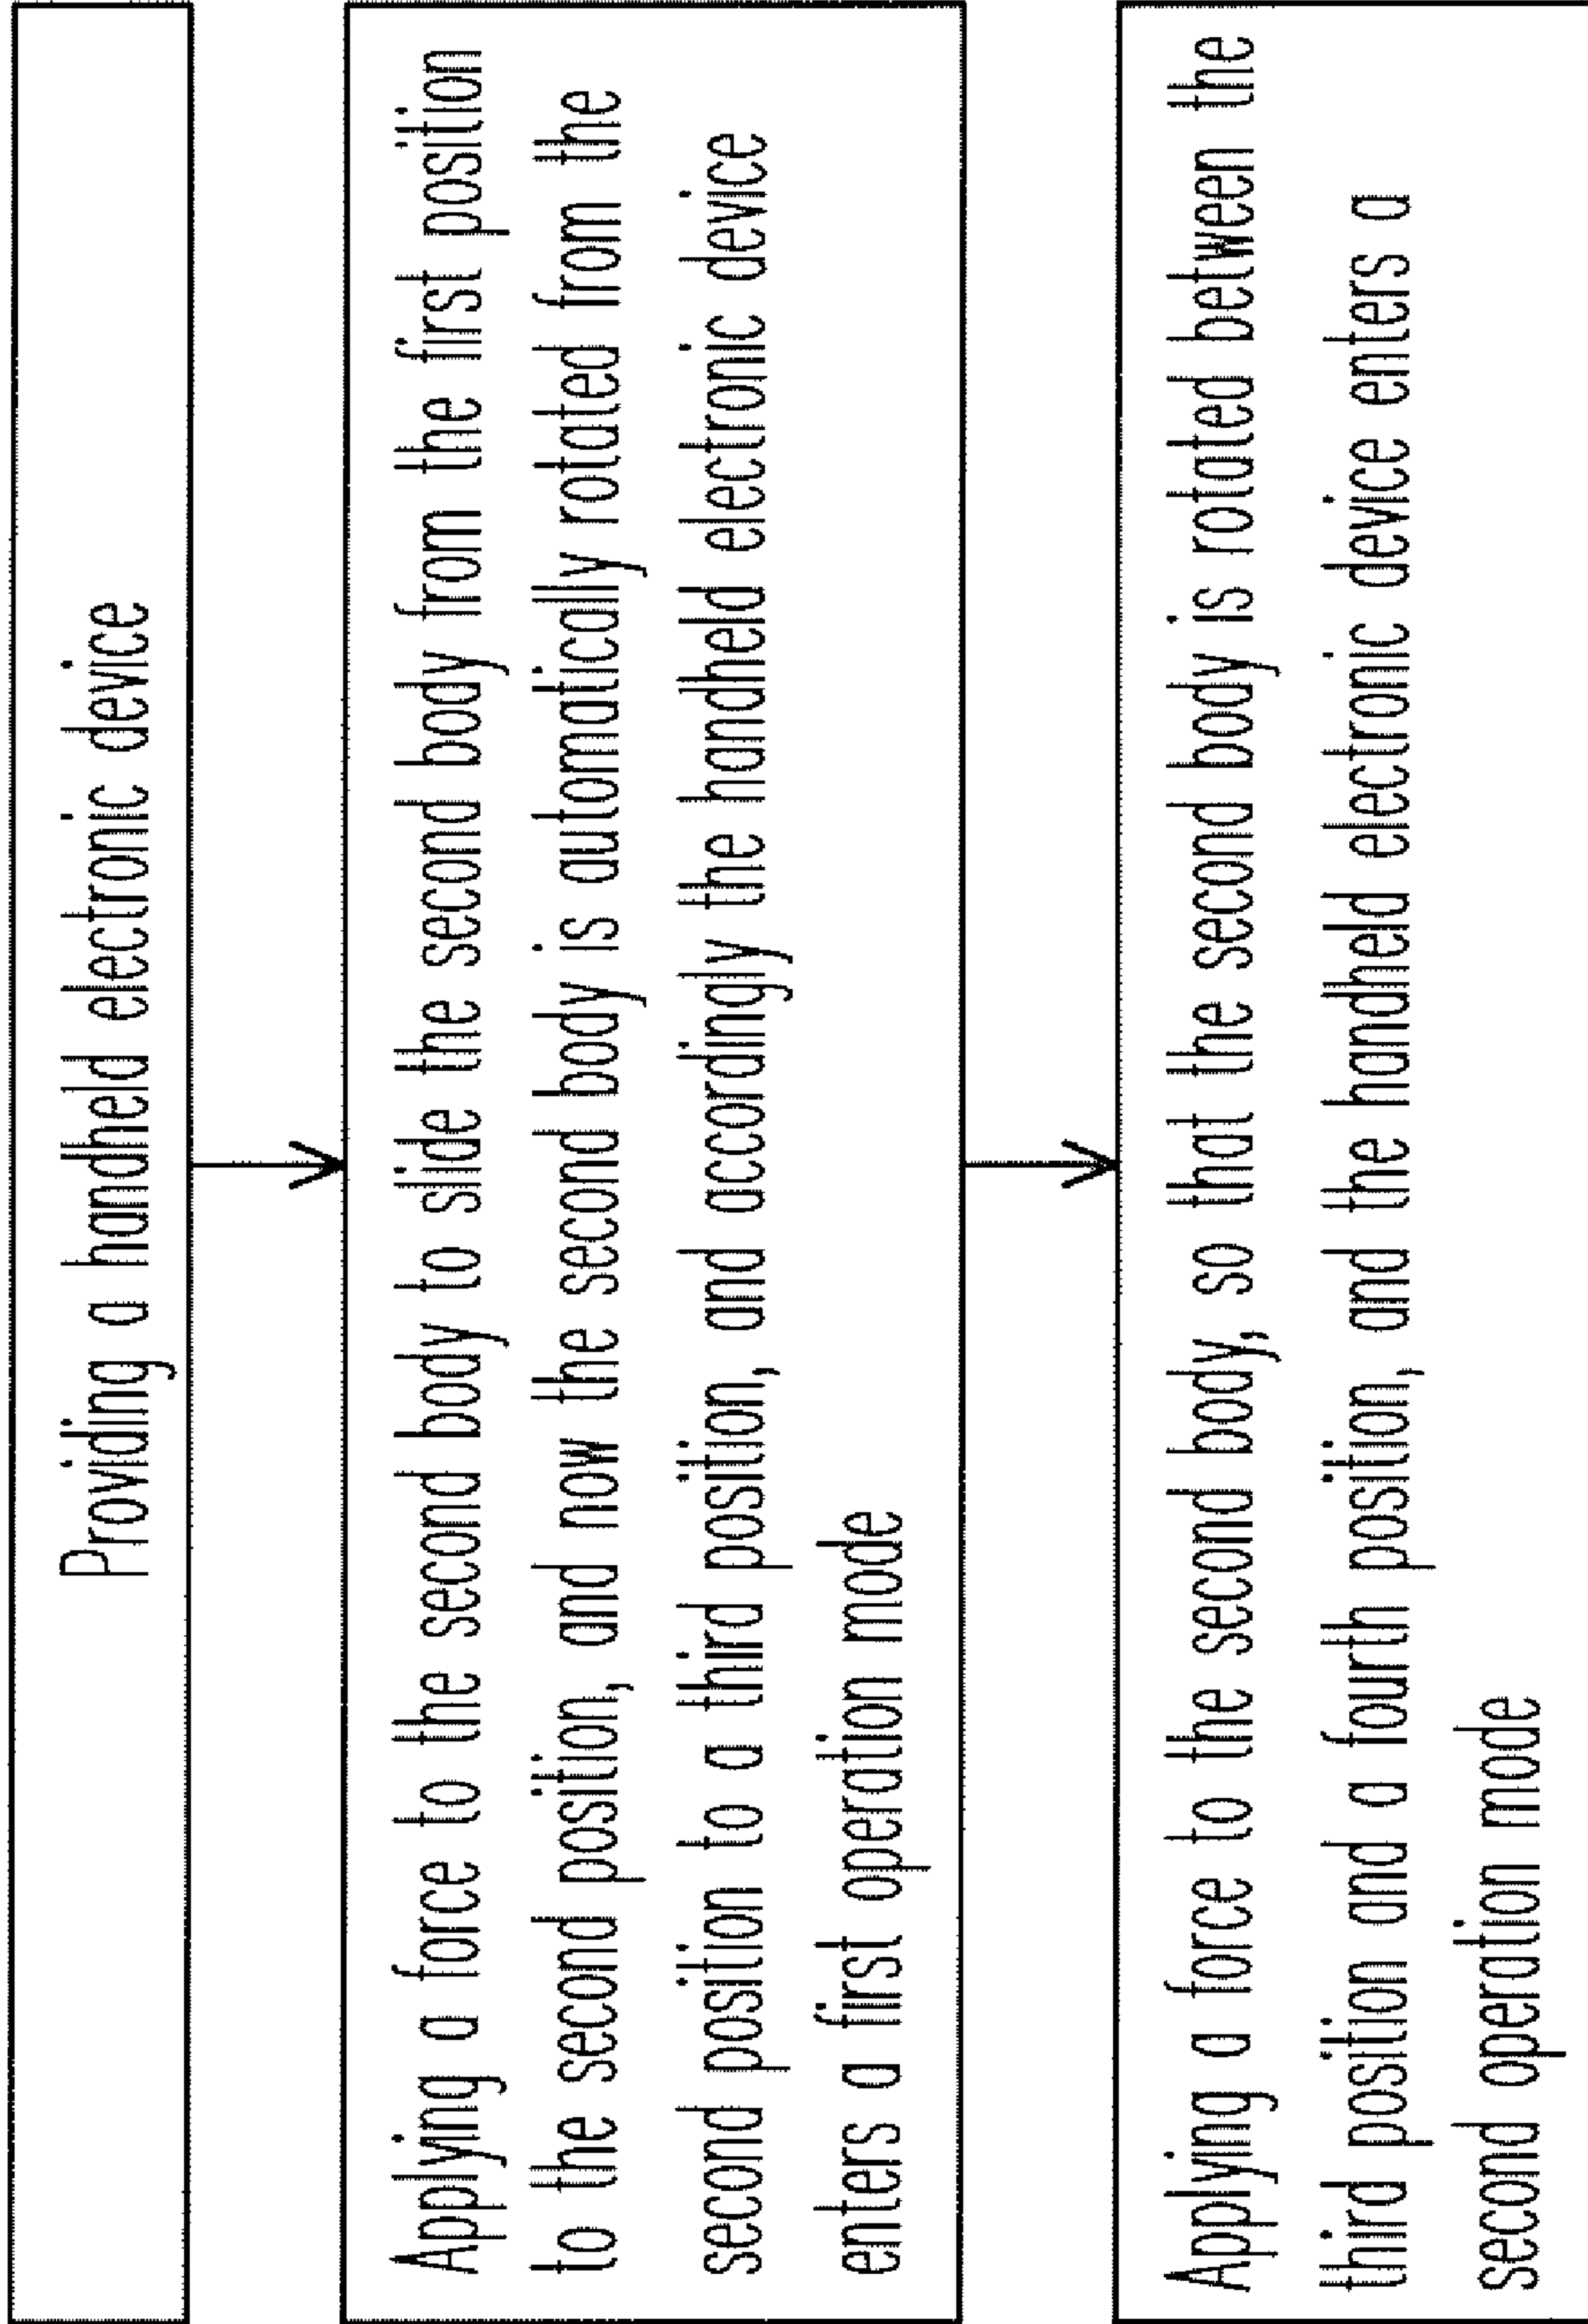 Providing a handheld electronic device
Applying a force to the second body to slide the second body from the first position
to the second position, and now the second body is automatically rotated from the
second position to a third position, and accordingly the handheld electronic device
enters a first operation mode
Applying a force to the second body, so that the second body is rotated between the
third position and a fourth position, and the handheld electronic device enters a
second operation mode